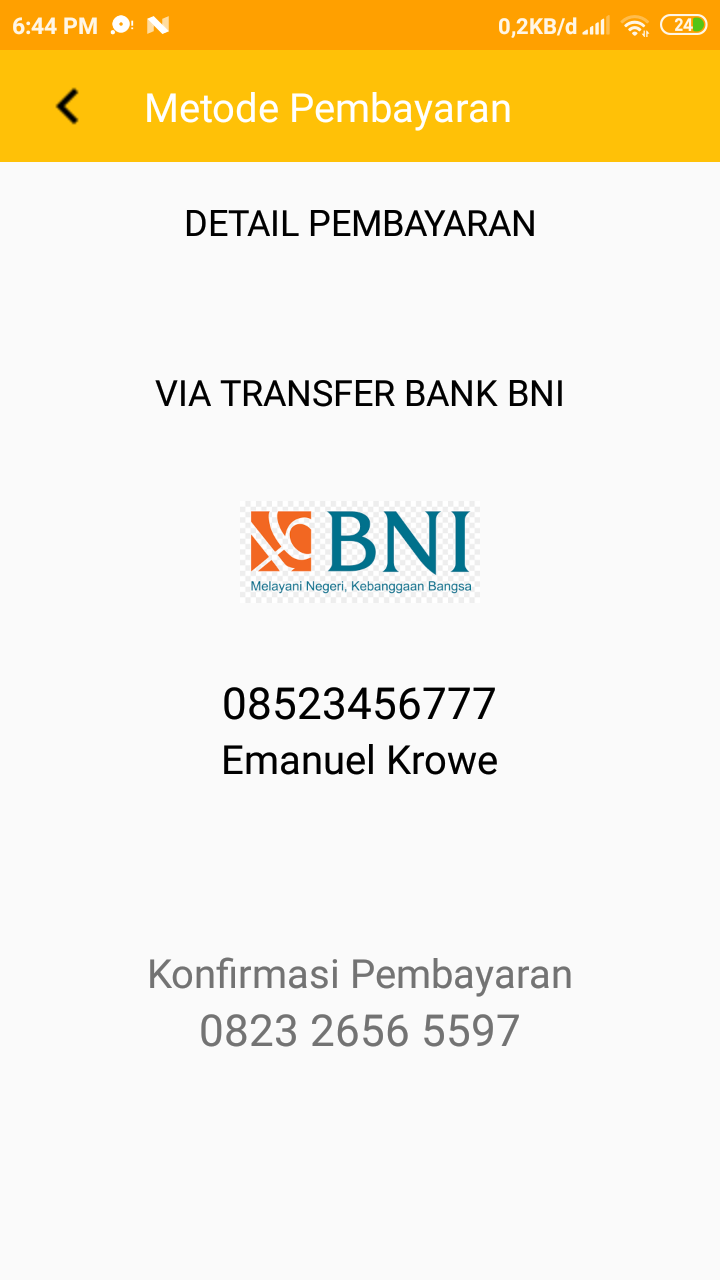 6:44 PM
0,2KB/d
24
Metode Pembayaran
DETAIL PEMBAYARAN
VIA TRANSFER BANK BNI
BNI
Melayani Negeri, Kebanggaan Bangsa
08523456777
Emanuel Krowe
Konfirmasi Pembayaran
0823 2656 5597